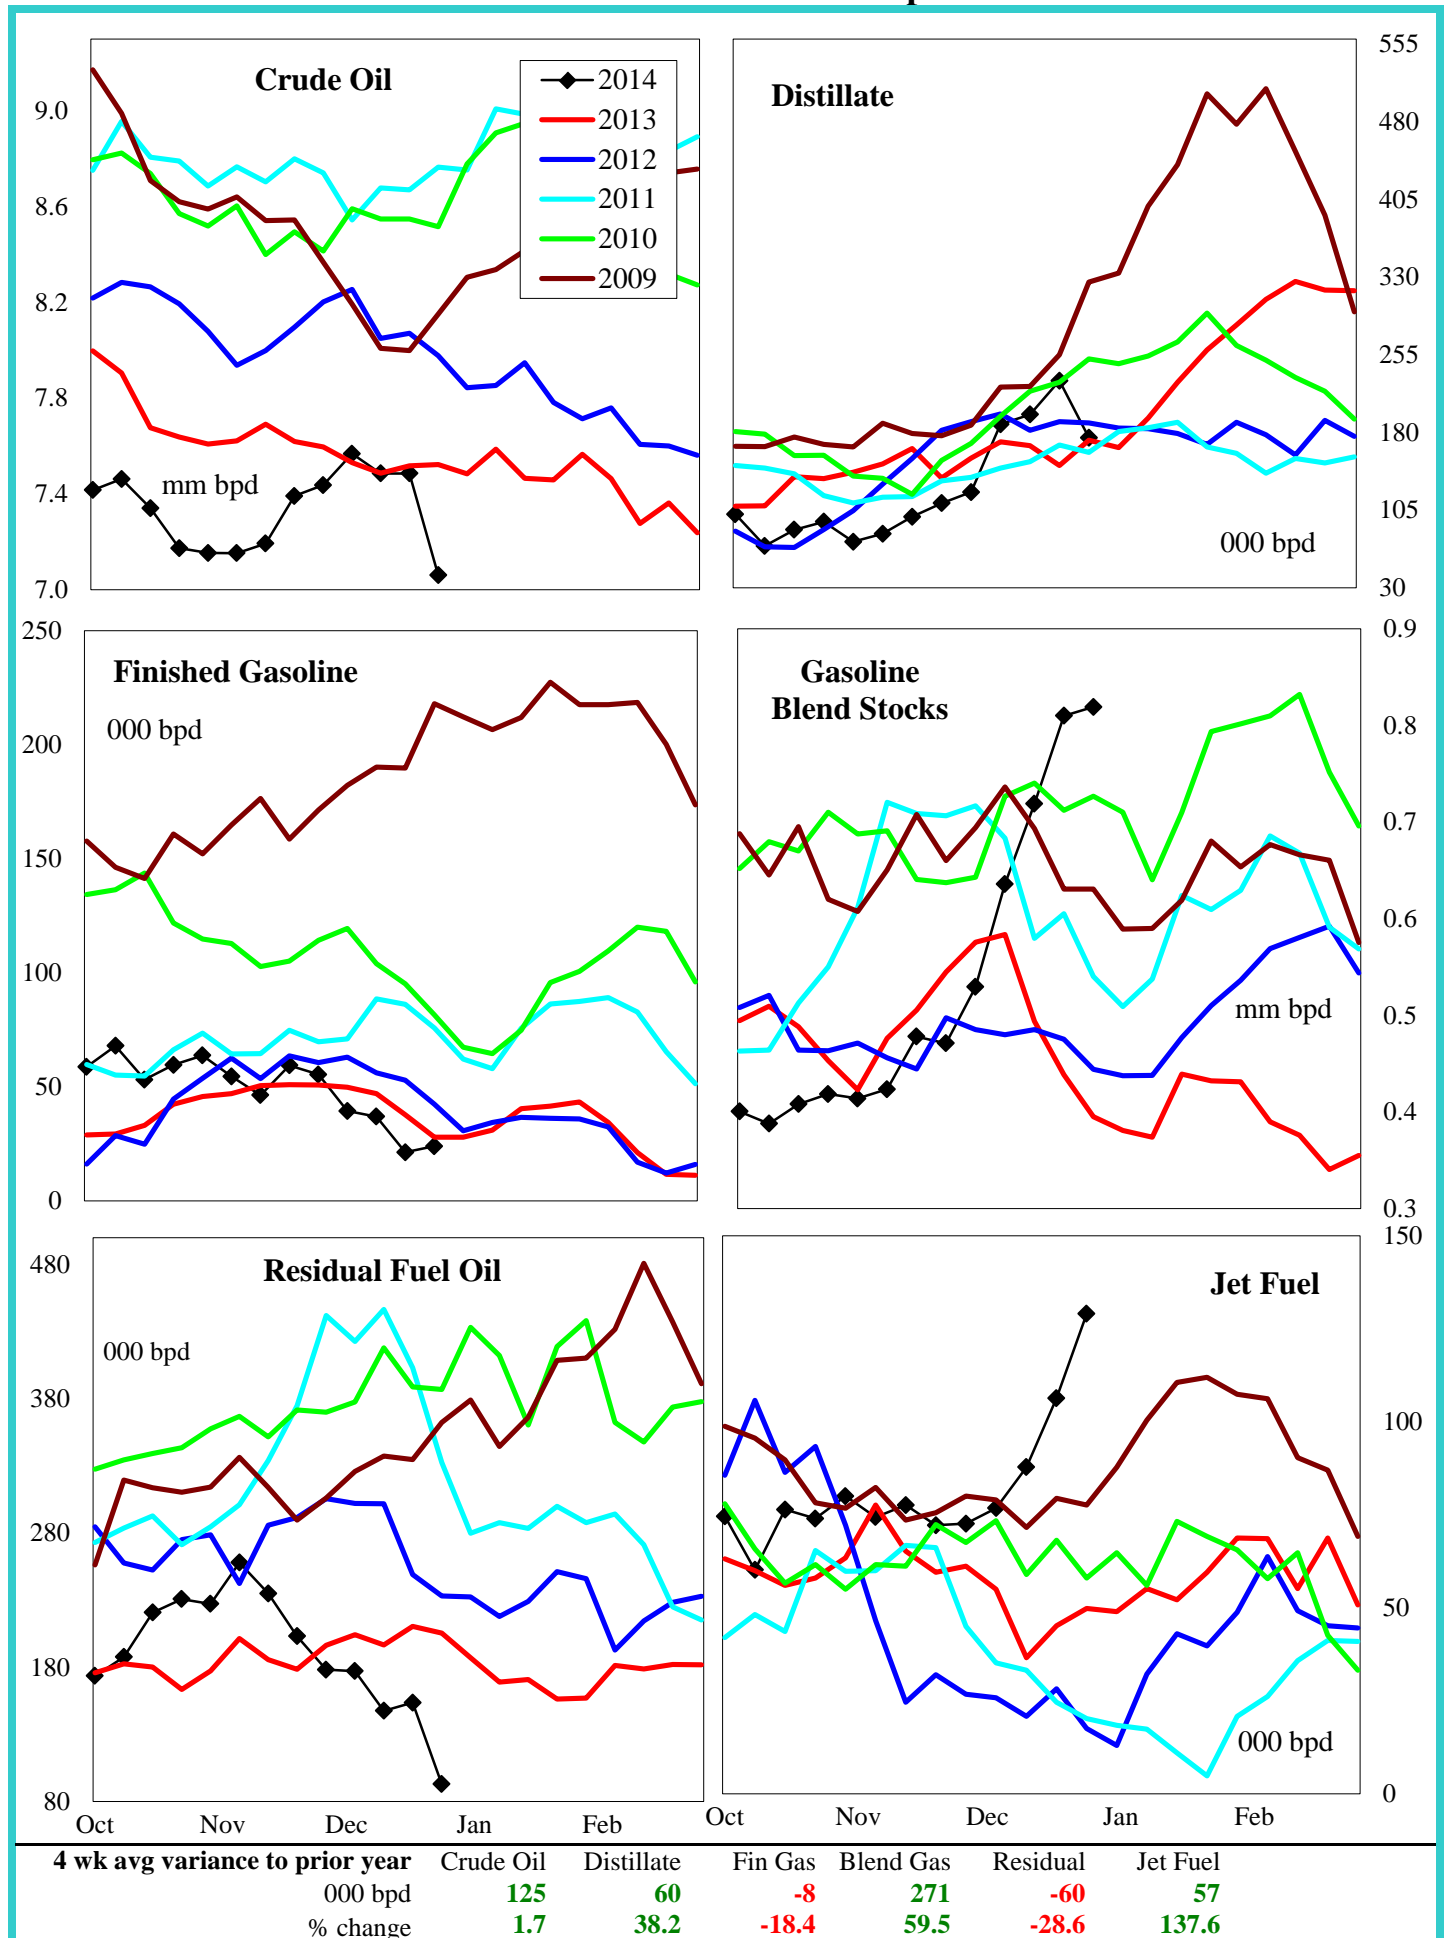 Crude Oil
2014
2013
2012
2011
2010
2009
9.0
8.6
8.2
7.8
7.4
7.0
mm bpd
Distillate
555
480
405
330
255
180
105
30
000 bpd
Finished Gasoline
000 bpd
250
200
150
100
50
0
Gasoline
Blend Stocks
0.9
0.8
0.7
0.6
0.5
0.4
0.3
mm bpd
Residual Fuel Oil
000 bpd
480
380
280
180
80
Oct Nov Dec Jan Feb
Jet Fuel
150
100
50
0
000 bpd
Oct Nov Dec Jan Feb
4 wk avg variance to prior year Crude Oil Distillate Fin Gas Blend Gas Residual Jet Fuel
000 bpd 125 60 -8 271 -60 57
% change 1.7 38.2 -18.4 59.5 -28.6 137.6